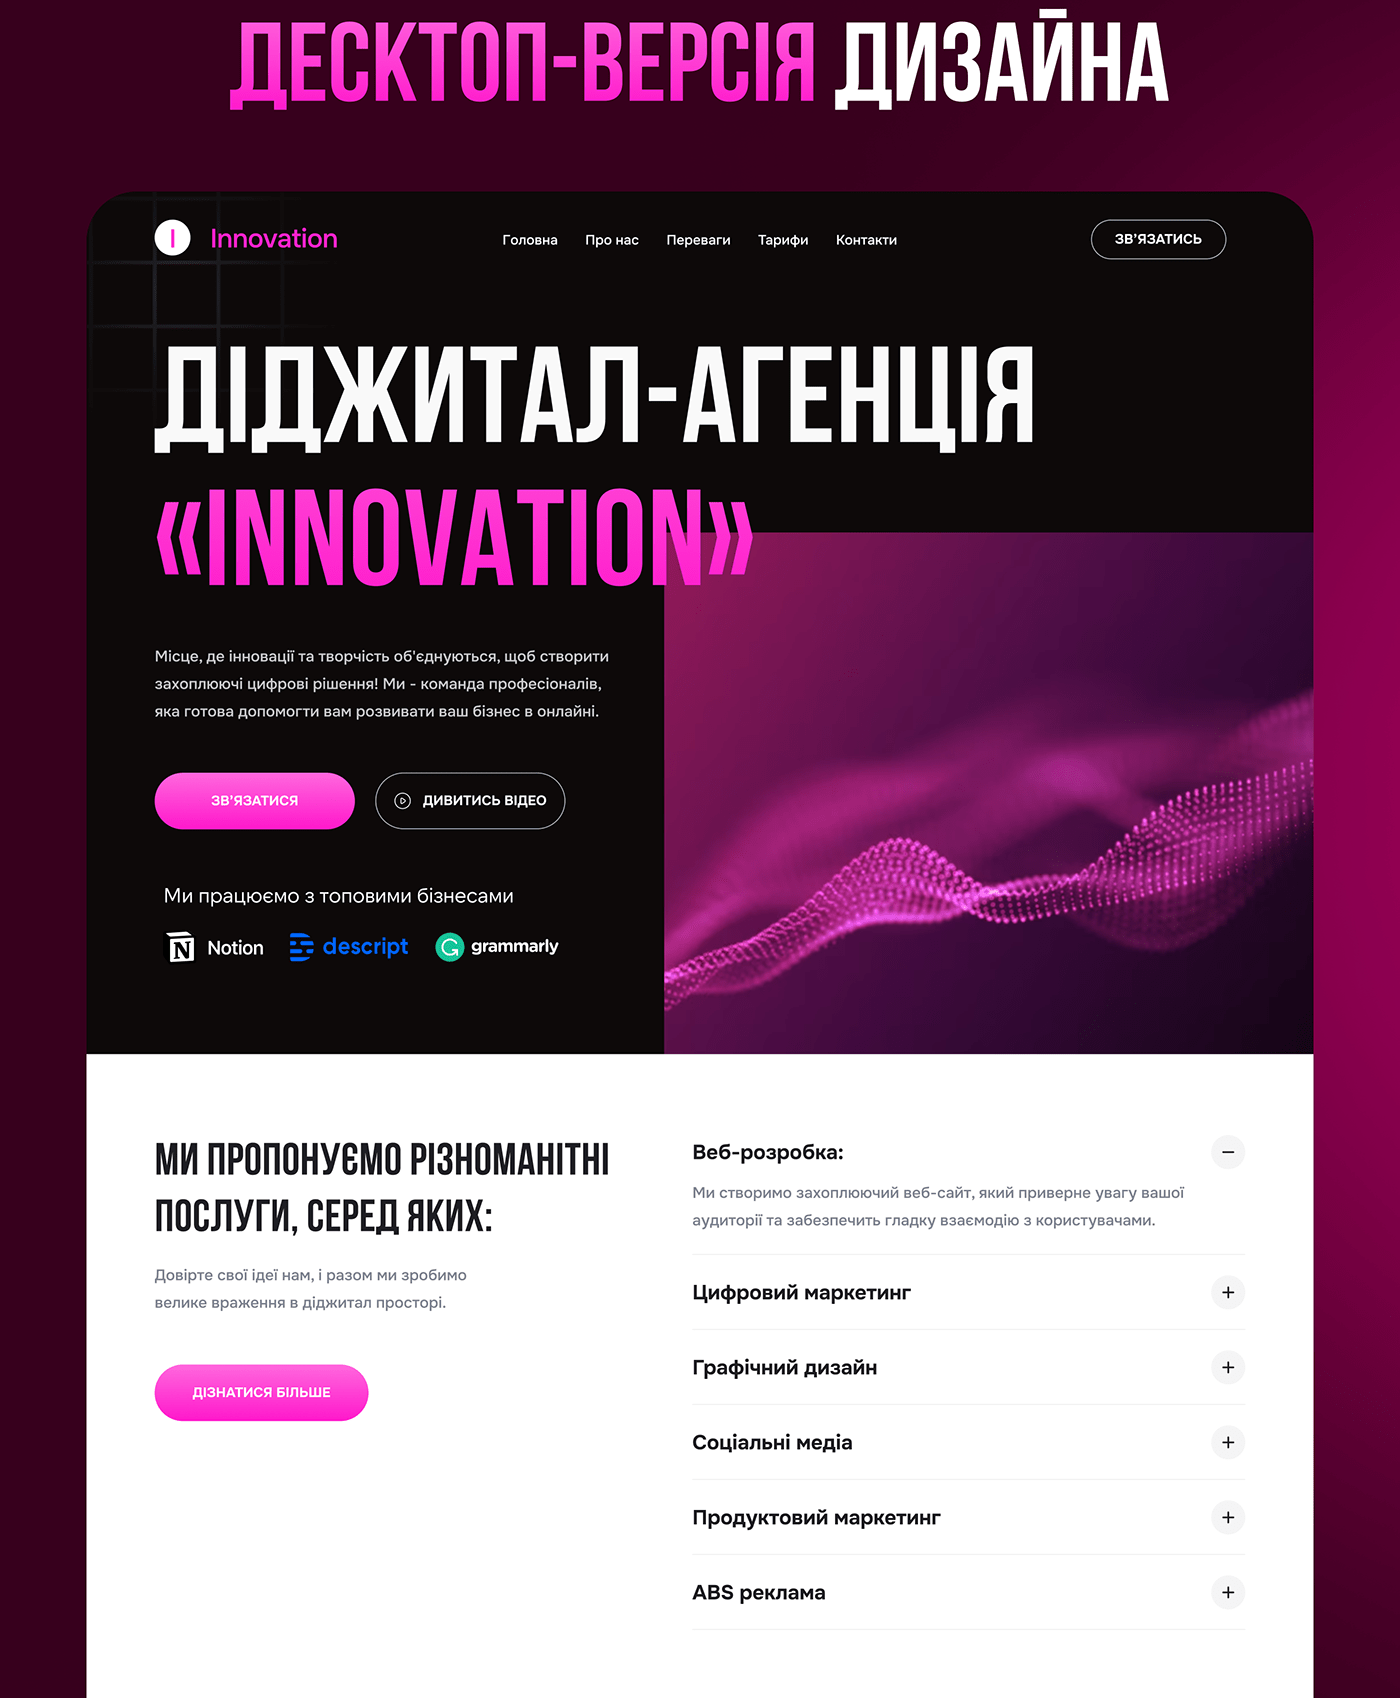 ДЕСКТОП-ВЕРСІЯ ДИЗАЙНА
I Innovation
Головна Про нас Переваги Тарифи Контакти
ЗВ'ЯЗАТИСЬ
ДІДЖИТАЛ-АГЕНЦІЯ
«INNOVATION»
Місце, де інновації та творчість об'єднуються, щоб створити
захоплюючі цифрові рішення! Ми - команда професіоналів,
яка готова допомогти вам розвивати ваш бізнес в онлайні.
ЗВ'ЯЗАТИСЯ
ДИВИТИСЬ ВІДЕО
Ми працюємо з топовими бізнесами
N Notion descript G grammarly
МИ ПРОПОНУЄМО РІЗНОМАНІТНІ
ПОСЛУГИ, СЕРЕД ЯКИХ:
Довірте свої ідеї нам, і разом ми зробимо
велике враження в діджитал просторі.
ДІЗНАТИСЯ БІЛЬШЕ
Веб-розробка:
Ми створимо захоплюючий веб-сайт, який приверне увагу вашої
аудиторії та забезпечить гладку взаємодію з користувачами.
Цифровий маркетинг
Графічний дизайн
Соціальні медіа
Продуктовий маркетинг
ABS реклама